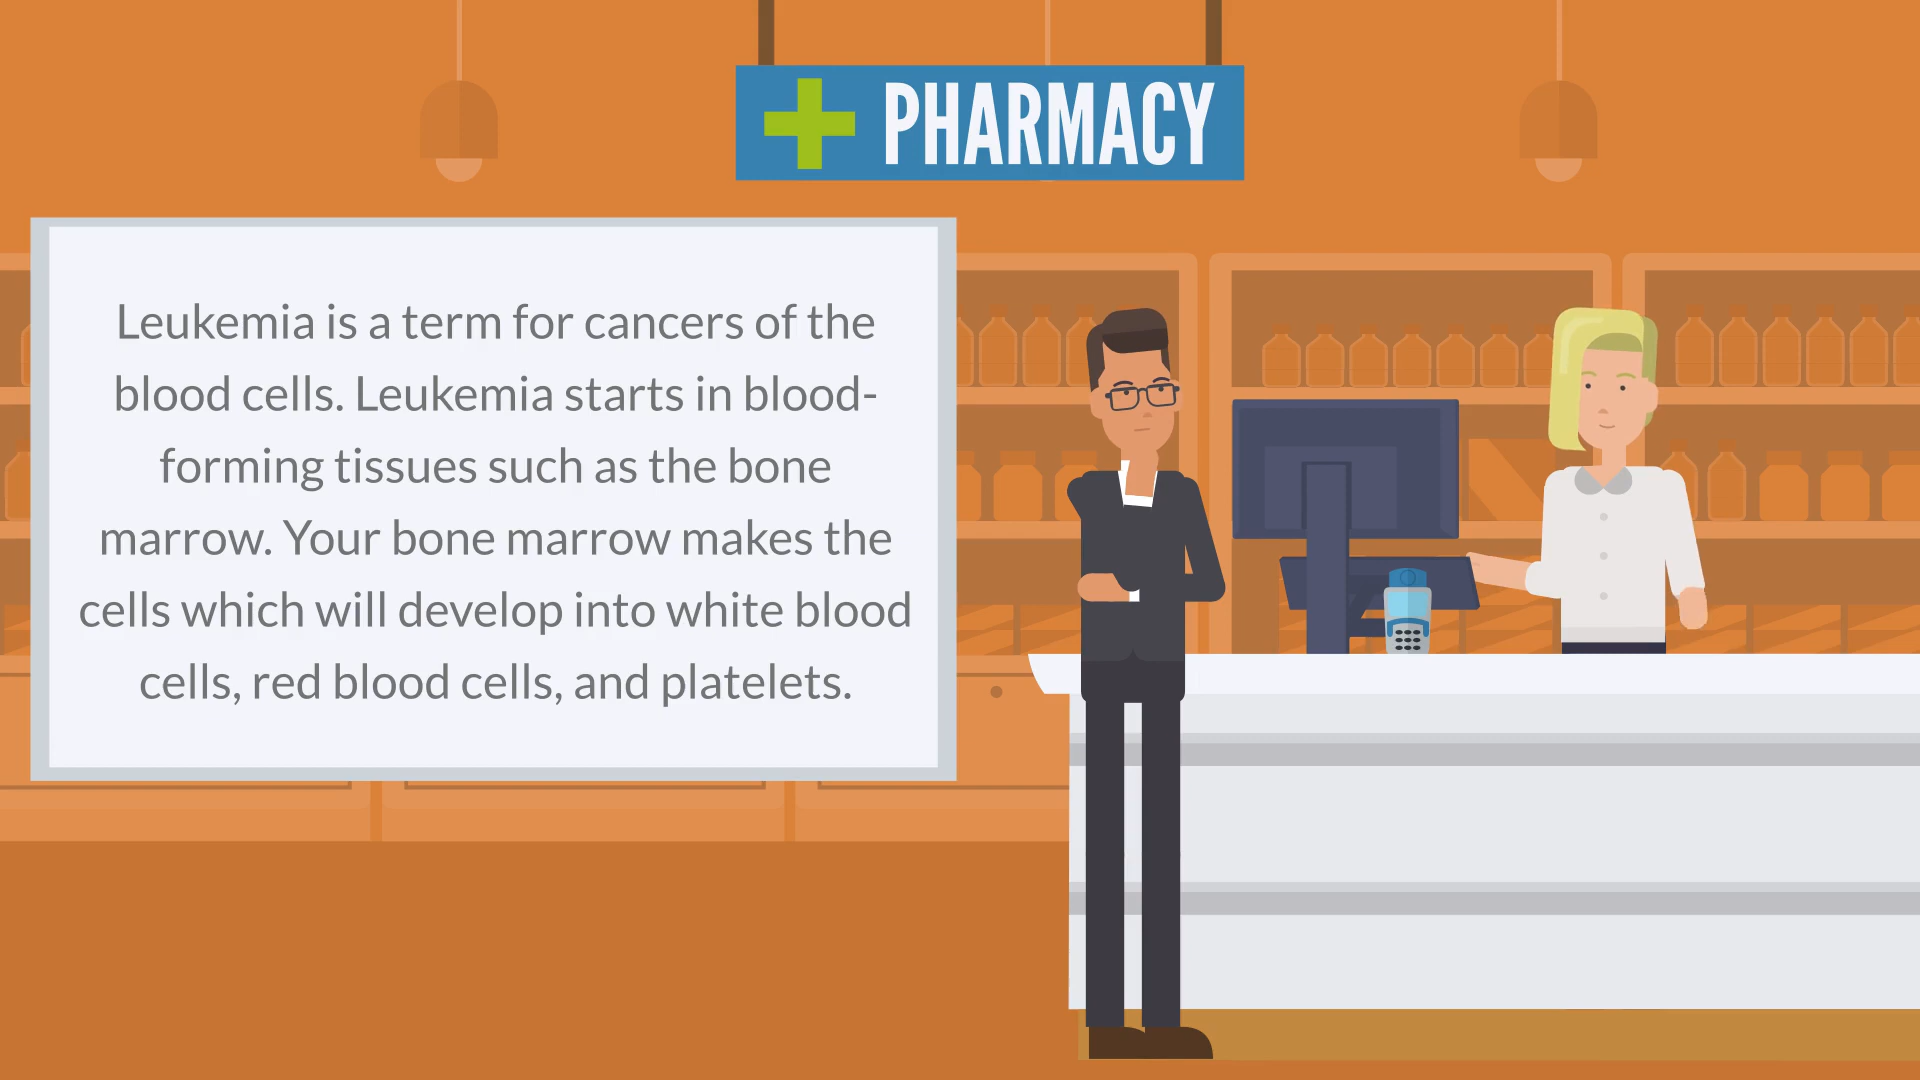 PHARMACY
Leukemia is a term for cancers of the
blood cells. Leukemia starts in blood-
forming tissues such as the bone
marrow. Your bone marrow makes the
cells which will develop into white blood
cells, red blood cells, and platelets.